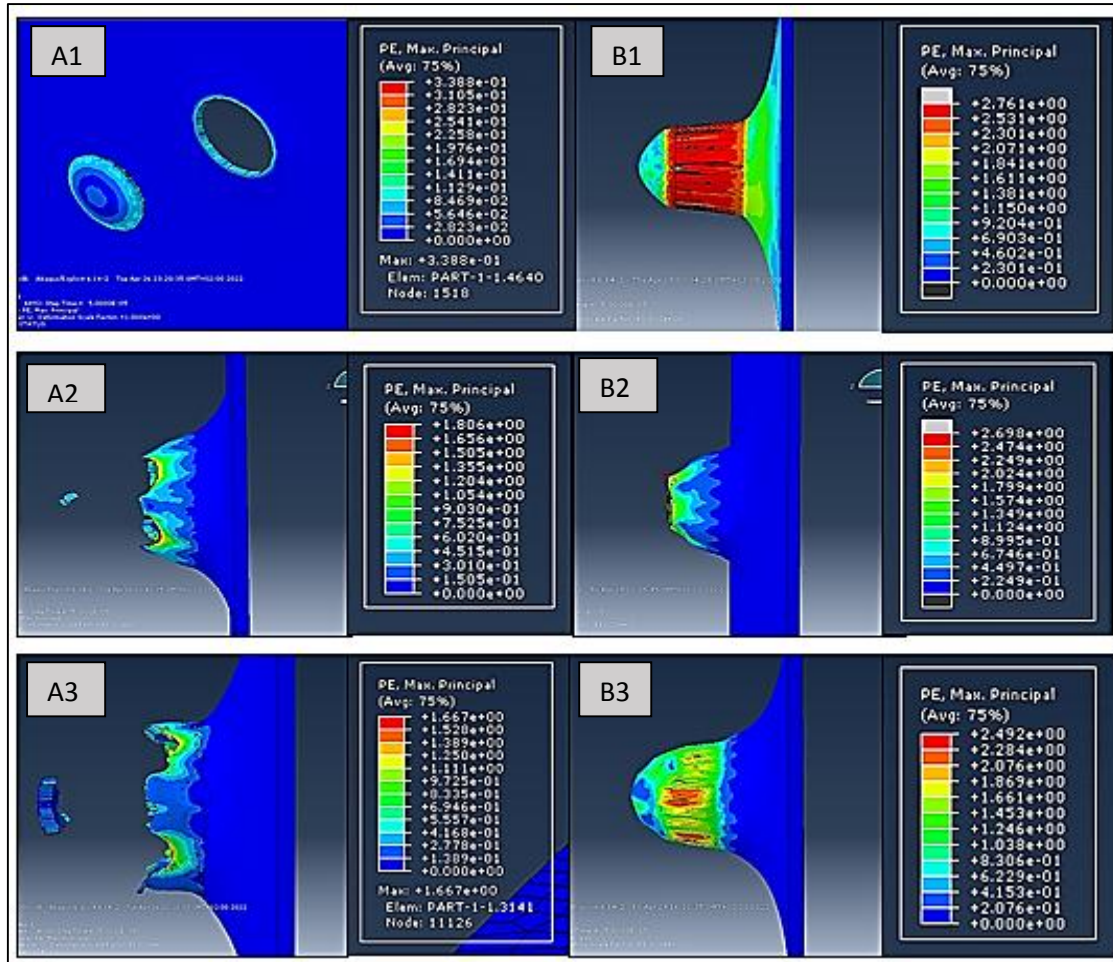 A1
PE, Max. Principal
(Avg: 75%)
+3.388e-01
+3.105e-01
+2.823e-01
+2.541e-01
+2.258e-01
+1.976e-01
+1.694e-01
+1.411e-01
+1.129e-01
+8.469e-02
+5.646e-02
+2.823e-02
+0.000e+00
Max: +3.388e-01
Elem: PART-1-1.4640
Node: 1518
B1
PE, Max. Principal
(Avg: 75%)
+2.761e+00
+2.531e+00
+2.301e+00
+2.071e+00
+1.841e+00
+1.611e+00
+1.381e+00
+1.150e+00
+9.204e-01
+6.903e-01
+4.602e-01
+2.301e-01
+0.000e+00
A2
PE, Max. Principal
(Avg: 75%)
+1.806e+00
+1.656e+00
+1.505e+00
+1.355e+00
+1.204e+00
+1.054e+00
+9.030e-01
+7.525e-01
+6.020e-01
+4.515e-01
+3.010e-01
+1.505e-01
+0.000e+00
B2
PE, Max. Principal
(Avg: 75%)
+2.698e+00
+2.474e+00
+2.249e+00
+2.024e+00
+1.799e+00
+1.574e+00
+1.349e+00
+1.124e+00
+8.995e-01
+6.746e-01
+4.497e-01
+2.249e-01
+0.000e+00
A3
PE, Max. Principal
(Avg: 75%)
+1.667e+00
+1.528e+00
+1.389e+00
+1.250e+00
+1.111e+00
+9.725e-01
+8.335e-01
+6.946e-01
+5.557e-01
+4.168e-01
+2.778e-01
+1.389e-01
+0.000e+00
Max: +1.667e+00
Elem: PART-1-1.3141
Node: 11126
B3
PE, Max. Principal
(Avg: 75%)
+2.492e+00
+2.284e+00
+2.076e+00
+1.869e+00
+1.661e+00
+1.453e+00
+1.246e+00
+1.038e+00
+8.306e-01
+6.229e-01
+4.153e-01
+2.076e-01
+0.000e+00